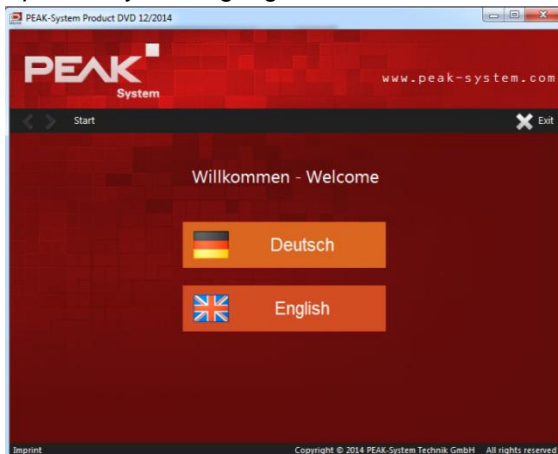 PEAK-System Product DVD 12/2014
PEAK
System
www.peak-system.com
Start
Exit
Willkommen - Welcome
Deutsch
English
Imprint
Copyright © 2014 PEAK-System Technik GmbH All rights reserved